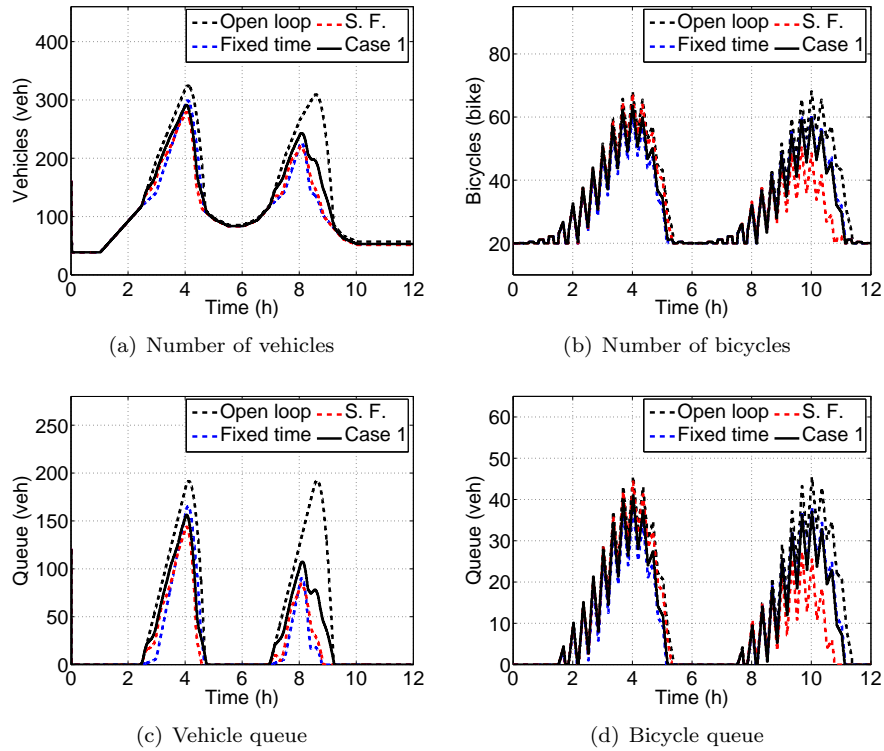 Open loop
S. F.
Fixed time
Case 1
Vehicles (veh)
400
300
200
100
0
0 2 4 6 8 10 12
Time (h)
(a) Number of vehicles
Open loop
S. F.
Fixed time
Case 1
Bicycles (bike)
80
60
40
20
0 2 4 6 8 10 12
Time (h)
(b) Number of bicycles
Open loop
S. F.
Fixed time
Case 1
Queue (veh)
250
200
150
100
50
0
0 2 4 6 8 10 12
Time (h)
(c) Vehicle queue
Open loop
S. F.
Fixed time
Case 1
Queue (veh)
60
50
40
30
20
10
0
0 2 4 6 8 10 12
Time (h)
(d) Bicycle queue